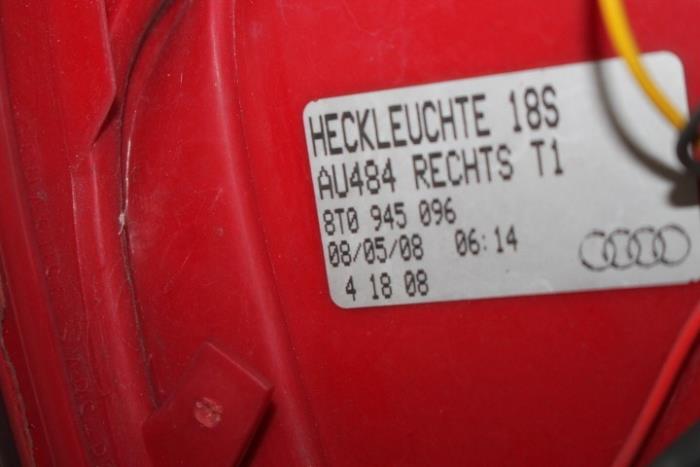 HECKLEUCHTE 18S
AU484 RECHTS T1
8T0 945 096
08/05/08 06:14
4 18 08